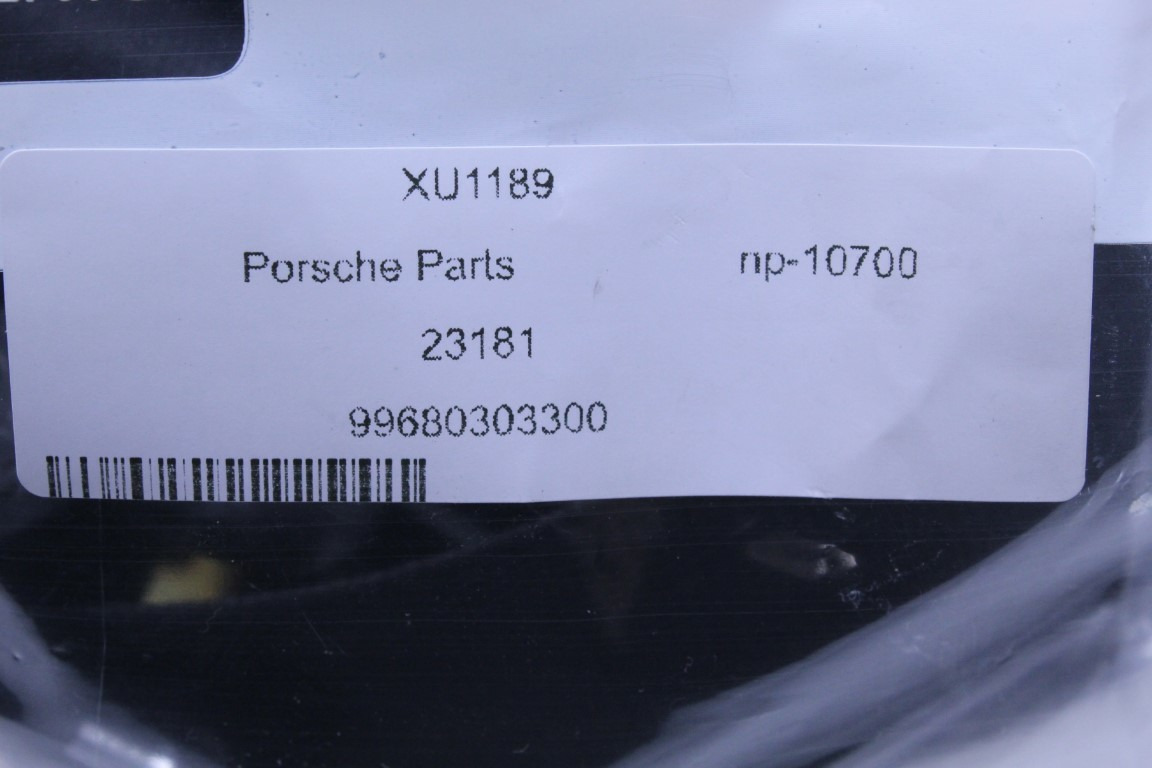 XU1189
Porsche Parts np-10700
23181
99680303300